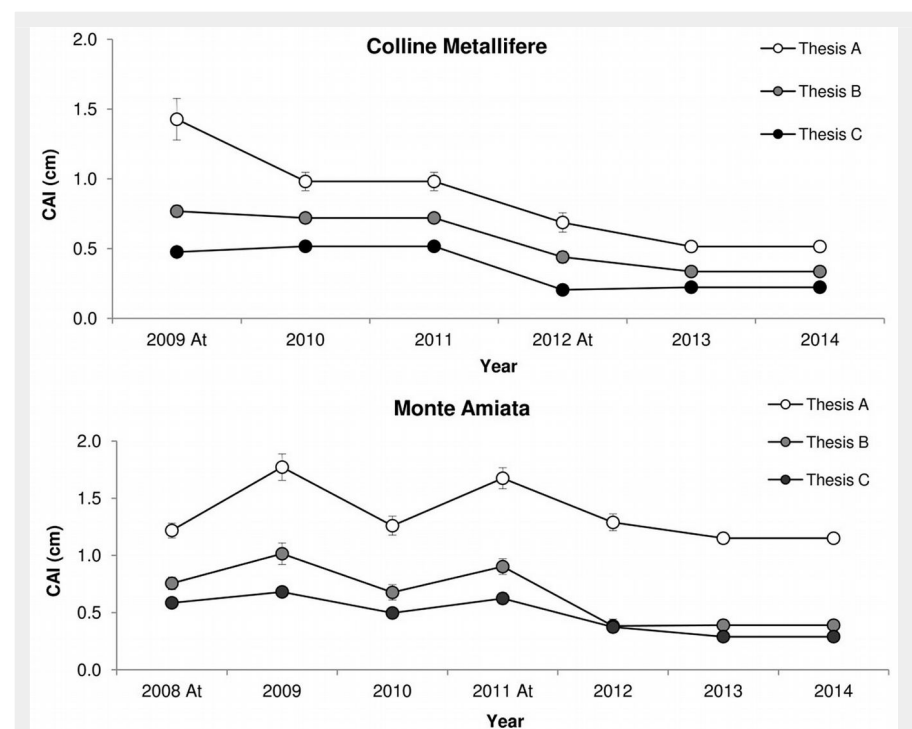 Colline Metallifere
Thesis A
Thesis B
Thesis C
2.0
1.5
1.0
0.5
0.0
CAI (cm)
2009 At 2010 2011 2012 At 2013 2014
Year
Monte Amiata
Thesis A
Thesis B
Thesis C
2.0
1.5
1.0
0.5
0.0
CAI (cm)
2008 At 2009 2010 2011 At 2012 2013 2014
Year